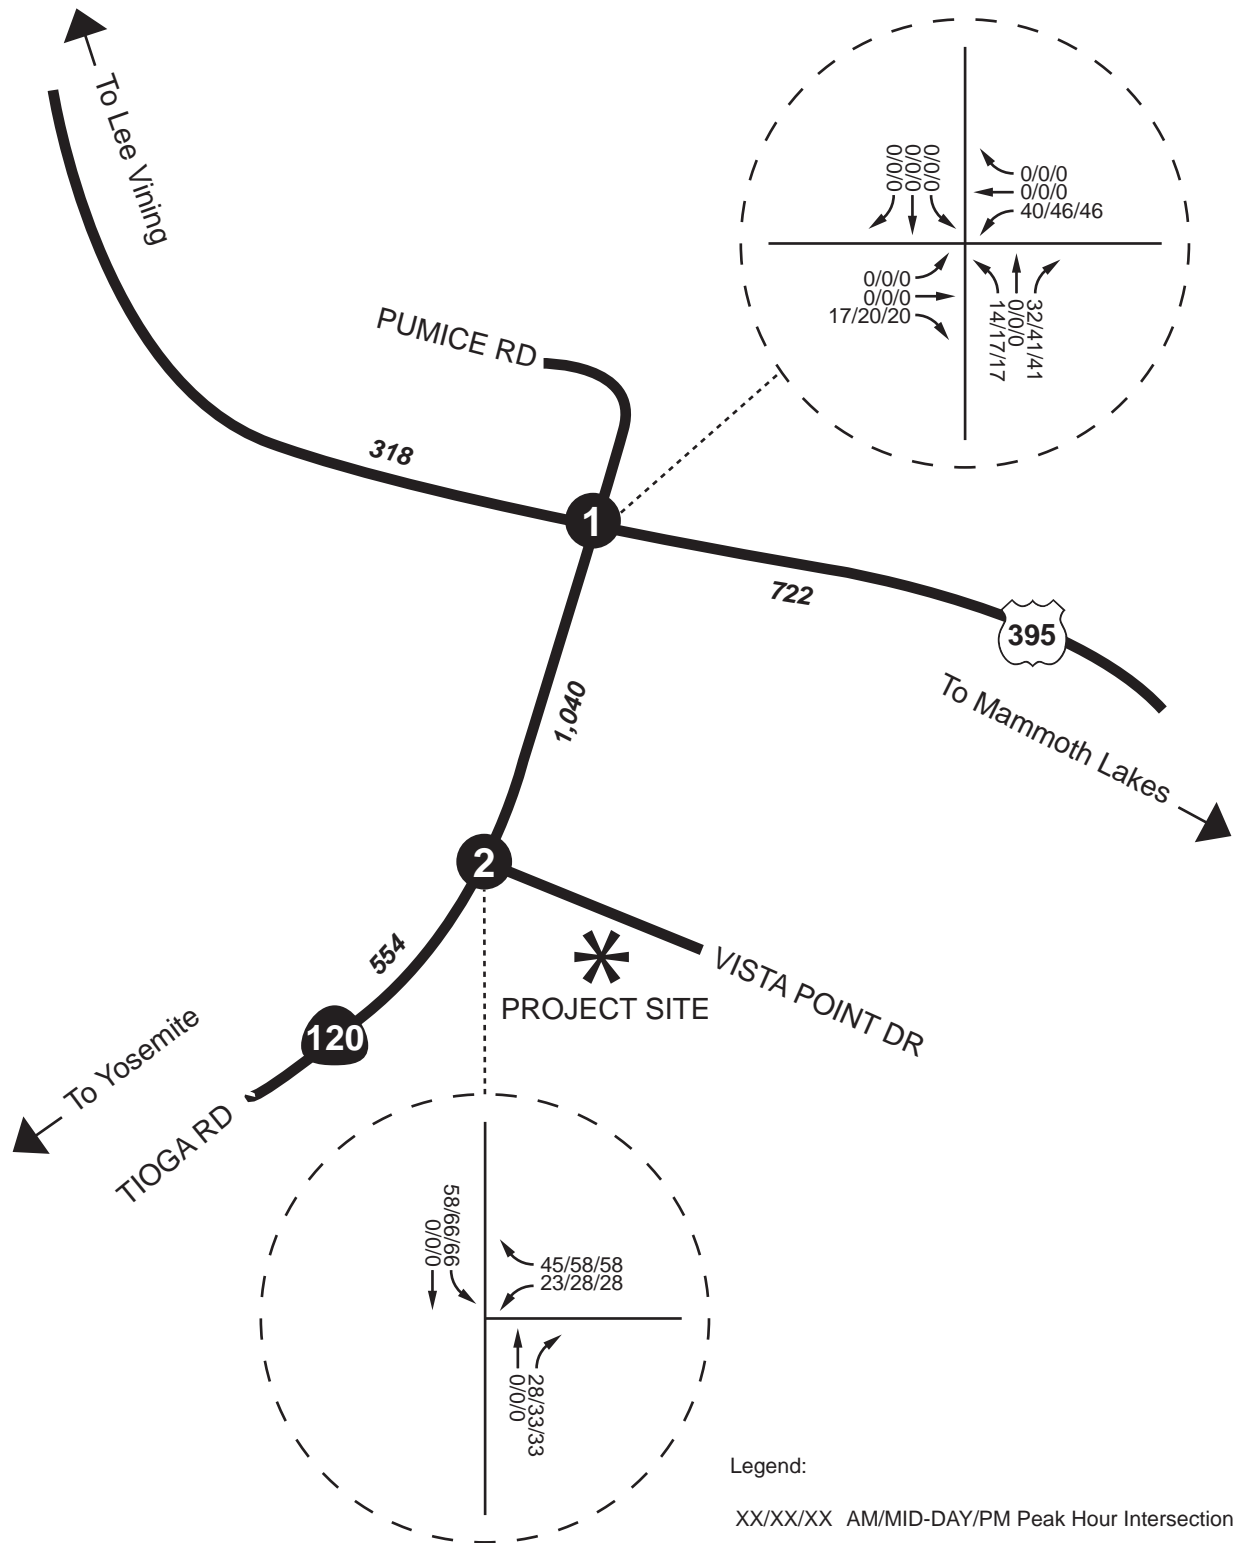 To Lee Vining
0/0/0
0/0/0
0/0/0
0/0/0
0/0/0
40/46/46
0/0/0
0/0/0
17/20/20
14/17/17
0/0/0
32/41/41
PUMICE RD
318
1
722
395
To Mammoth Lakes
1,040
2
554
PROJECT SITE
VISTA POINT DR
120
To Yosemite
TIOGA RD
0/0/0
58/66/66
45/58/58
23/28/28
0/0/0
28/33/33
Legend:
XX/XX/XX AM/MID-DAY/PM Peak Hour Intersection